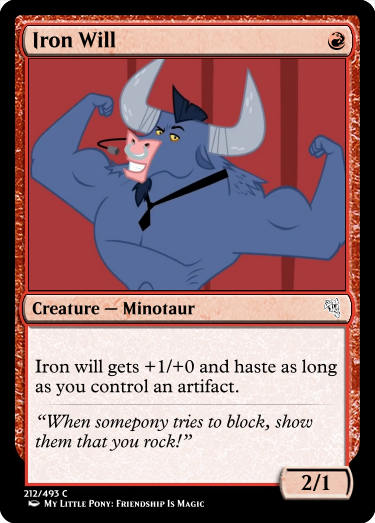 Iron Will
Creature — Minotaur
Iron will gets +1/+0 and haste as long
as you control an artifact.
“When somepony tries to block, show
them that you rock!”
2/1
212/493 C
My Little Pony: Friendship Is Magic